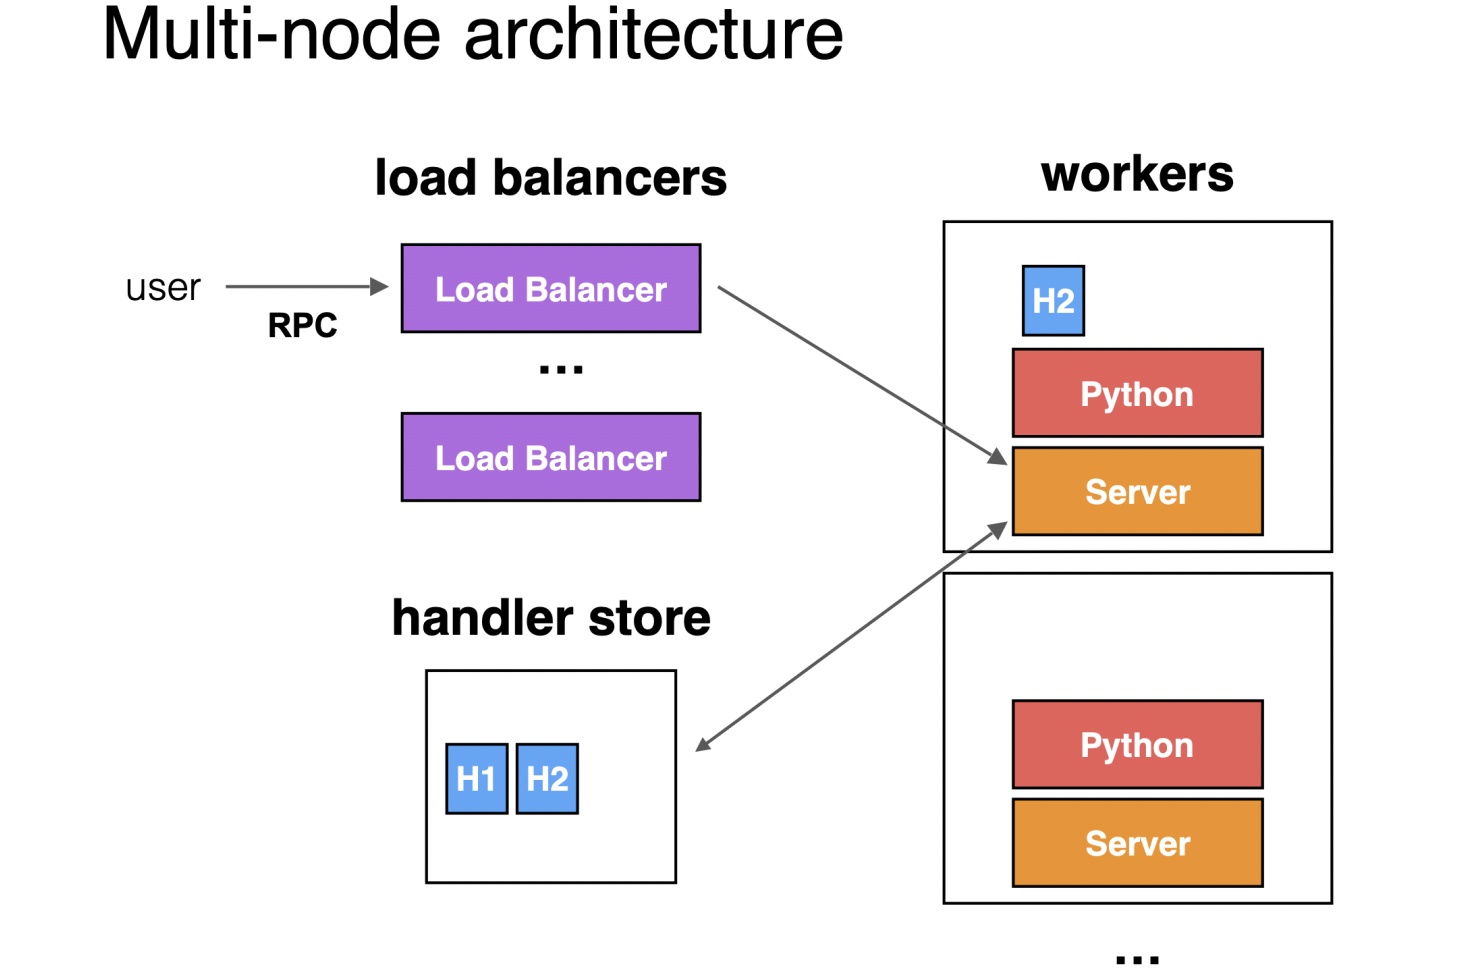 Multi-node architecture
load balancers
workers
user
RPC
Load Balancer
...
Load Balancer
H2
Python
Server
handler store
H1 H2
Python
Server
...